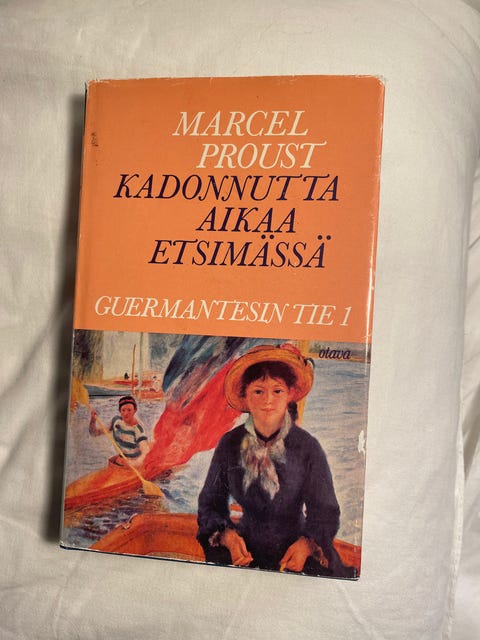 MARCEL
PROUST
KADONNUTTA
AIKAA
ETSIMÄSSÄ
GUERMANTESIN TIE 1
otava